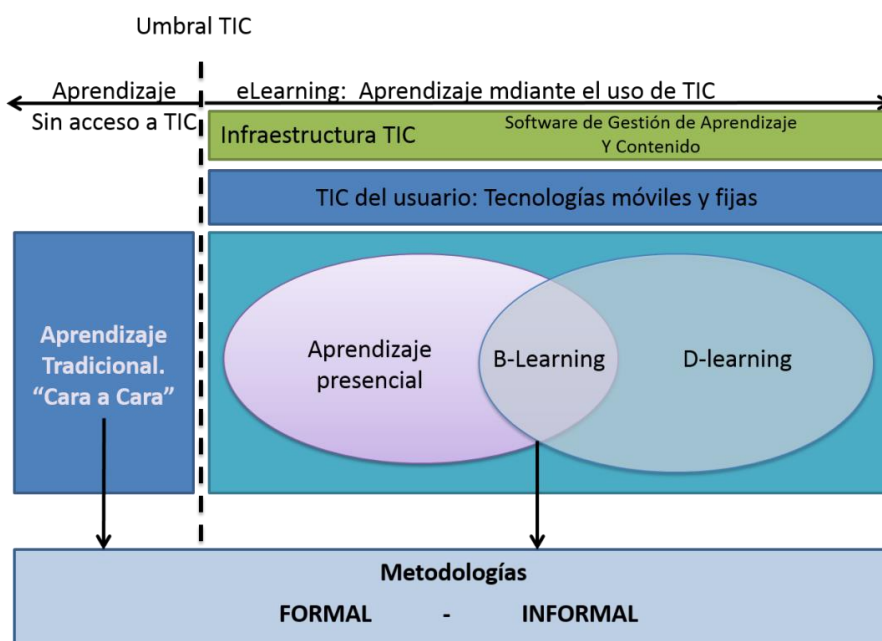 Umbral TIC
Aprendizaje
Sin acceso a TIC
eLearning: Aprendizaje mdiante el uso de TIC
Infraestructura TIC
Software de Gestión de Aprendizaje
Y Contenido
TIC del usuario: Tecnologías móviles y fijas
Aprendizaje
Tradicional.
“Cara a Cara”
Aprendizaje
presencial
B-Learning
D-learning
Metodologías
FORMAL - INFORMAL